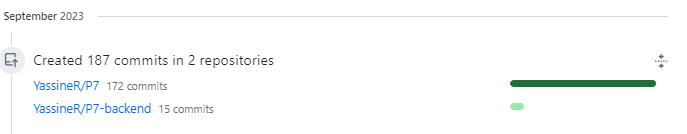 September 2023
Created 187 commits in 2 repositories
YassineR/P7 172 commits
YassineR/P7-backend 15 commits